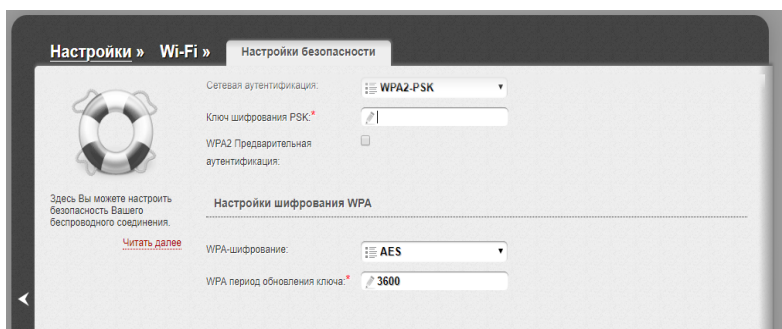 Настройки » Wi-Fi » Настройки безопасности
Сетевая аутентификация: WPA2-PSK
Ключ шифрования PSK:*
WPA2 Предварительная
аутентификация:
Здесь Вы можете настроить
безопасность Вашего
беспроводного соединения.
Читать далее
Настройки шифрования WPA
WPA-шифрование: AES
WPA период обновления ключа:* 3600